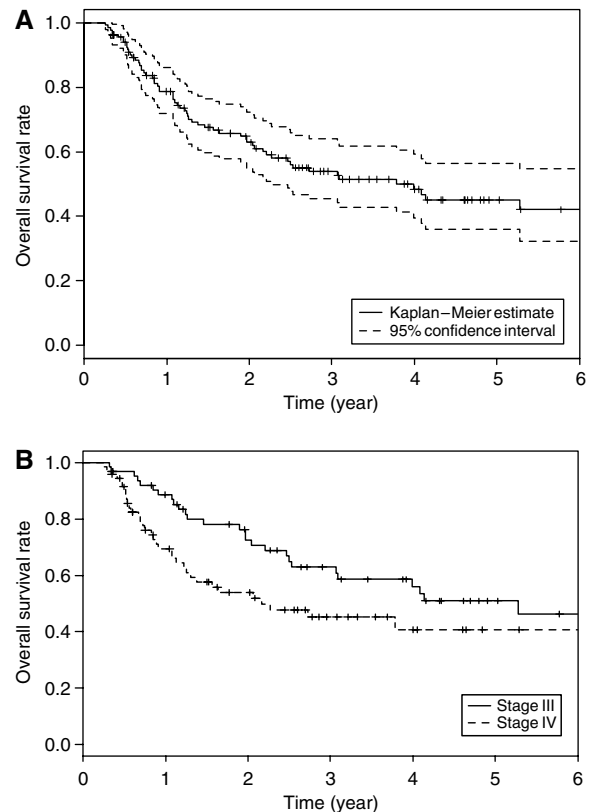 A
1.0
0.8
0.6
0.4
0.2
0.0
Overall survival rate
Kaplan–Meier estimate
95% confidence interval
0 1 2 3 4 5 6
Time (year)
B
1.0
0.8
0.6
0.4
0.2
0.0
Overall survival rate
Stage III
Stage IV
0 1 2 3 4 5 6
Time (year)